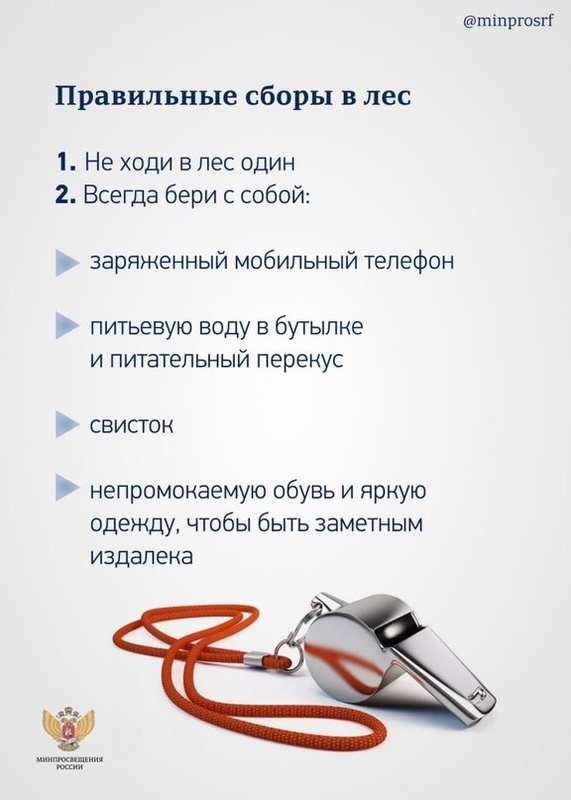 @minprosrf
Правильные сборы в лес
1. Не ходи в лес один
2. Всегда бери с собой:
заряженный мобильный телефон
питьевую воду в бутылке
и питательный перекус
свисток
непромокаемую обувь и яркую
одежду, чтобы быть заметным
издалека
МИНПРОСВЕЩЕНИЯ
РОССИИ